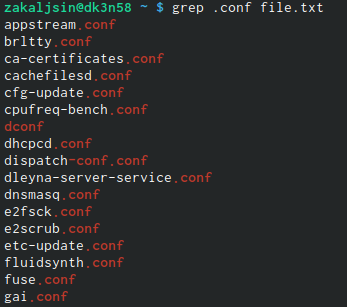 zakaljsin@dk3n58 ~ $ grep .conf file.txt
appstream.conf
brltty.conf
ca-certificates.conf
cachefilesd.conf
cfg-update.conf
cpufreq-bench.conf
dconf
dhcpcd.conf
dispatch-conf.conf
dleyna-server-service.conf
dnsmasq.conf
e2fsck.conf
e2scrub.conf
etc-update.conf
fluidsynth.conf
fuse.conf
gai.conf